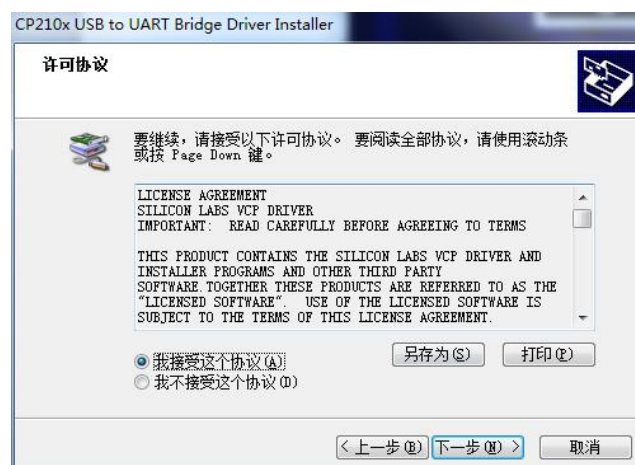 CP210x USB to UART Bridge Driver Installer
许可协议
要继续，请接受以下许可协议。 要阅读全部协议，请使用滚动条
或按 Page Down 键。
LICENSE AGREEMENT
SILICON LABS VCP DRIVER
IMPORTANT:  READ CAREFULLY BEFORE AGREEING TO TERMS
THIS PRODUCT CONTAINS THE SILICON LABS VCP DRIVER AND
INSTALLER PROGRAMS AND OTHER THIRD PARTY
SOFTWARE.TOGETHER THESE PRODUCTS ARE REFERRED TO AS THE
"LICENSED SOFTWARE".  USE OF THE LICENSED SOFTWARE IS
SUBJECT TO THE TERMS OF THIS LICENSE AGREEMENT.
我接受这个协议(A)
另存为(S) 打印(P)
我不接受这个协议(D)
<上一步(B) 下一步(N) > 取消